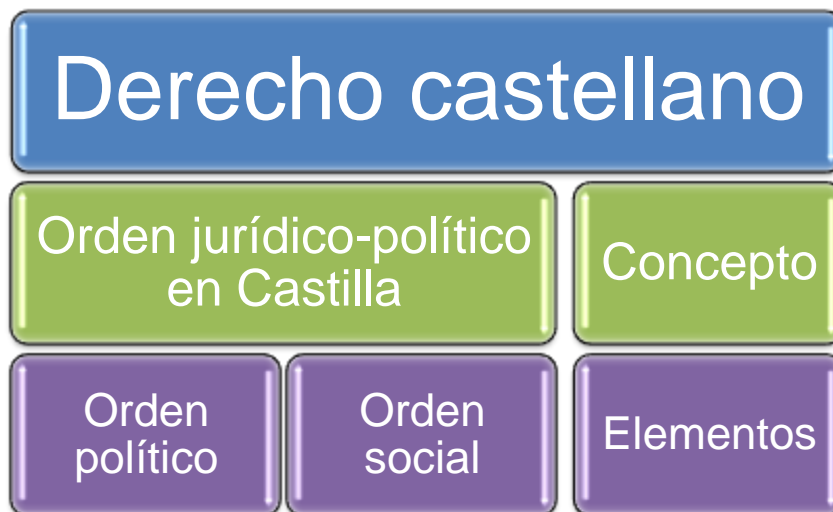 Derecho castellano
Orden jurídico-político
en Castilla
Concepto
Orden
político
Orden
social
Elementos